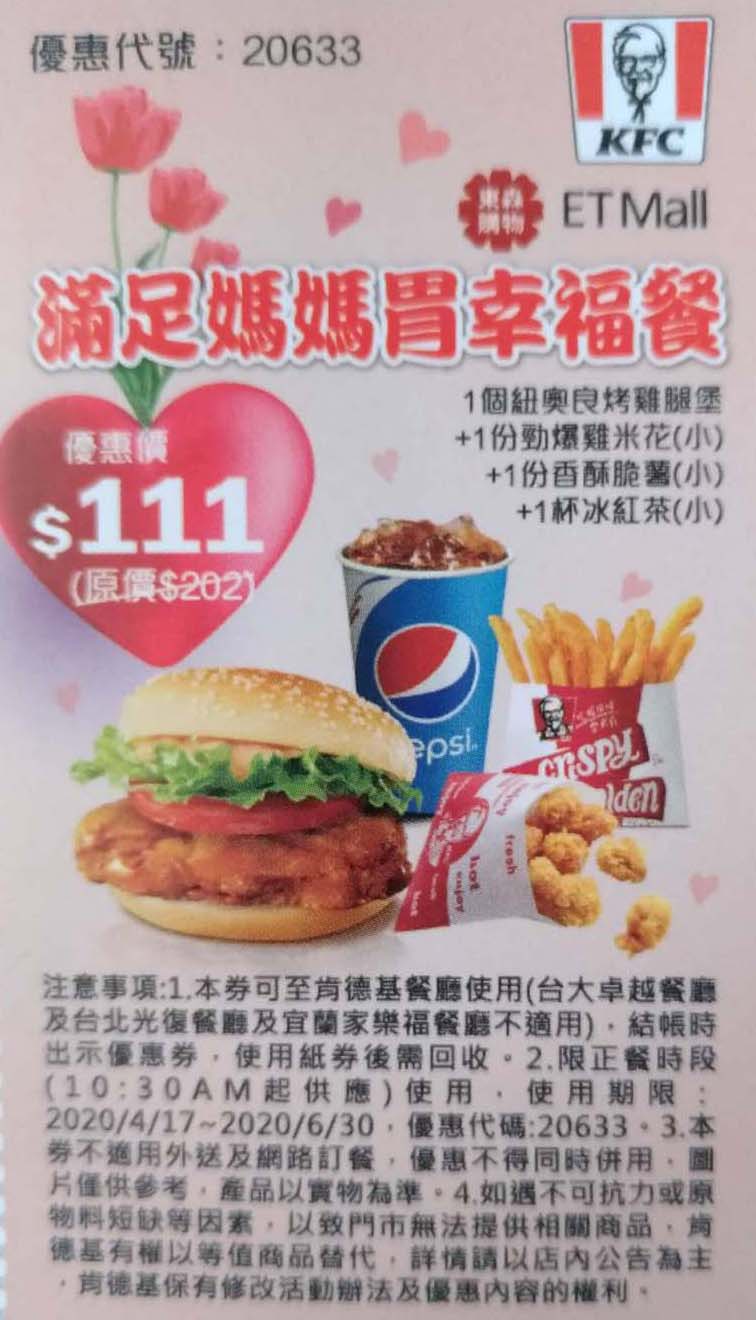 優惠代號：20633
KFC
東森
購物
ET Mall
滿足媽媽胃幸福餐
1個紐奧良烤雞腿堡
+1份勁爆雞米花(小)
+1份香酥脆薯(小)
+1杯冰紅茶(小)
優惠價
$111
(原價$202)
epsi
crispy
lden
fresh
hot
enjoy
hot
注意事項:1.本券可至肯德基餐廳使用(台大卓越餐廳
及台北光復餐廳及宜蘭家樂福餐廳不適用)，結帳時
出示優惠券，使用紙券後需回收。2.限正餐時段
(10:30AM起供應)使用，使用期限：
2020/4/17~2020/6/30，優惠代碼:20633。3.本
券不適用外送及網路訂餐，優惠不得同時併用，圖
片僅供參考，產品以實物為準。4.如遇不可抗力或原
物料短缺等因素，以致門市無法提供相關商品，肯
德基有權以等值商品替代，詳情請以店內公告為主
，肯德基保有修改活動辦法及優惠內容的權利。